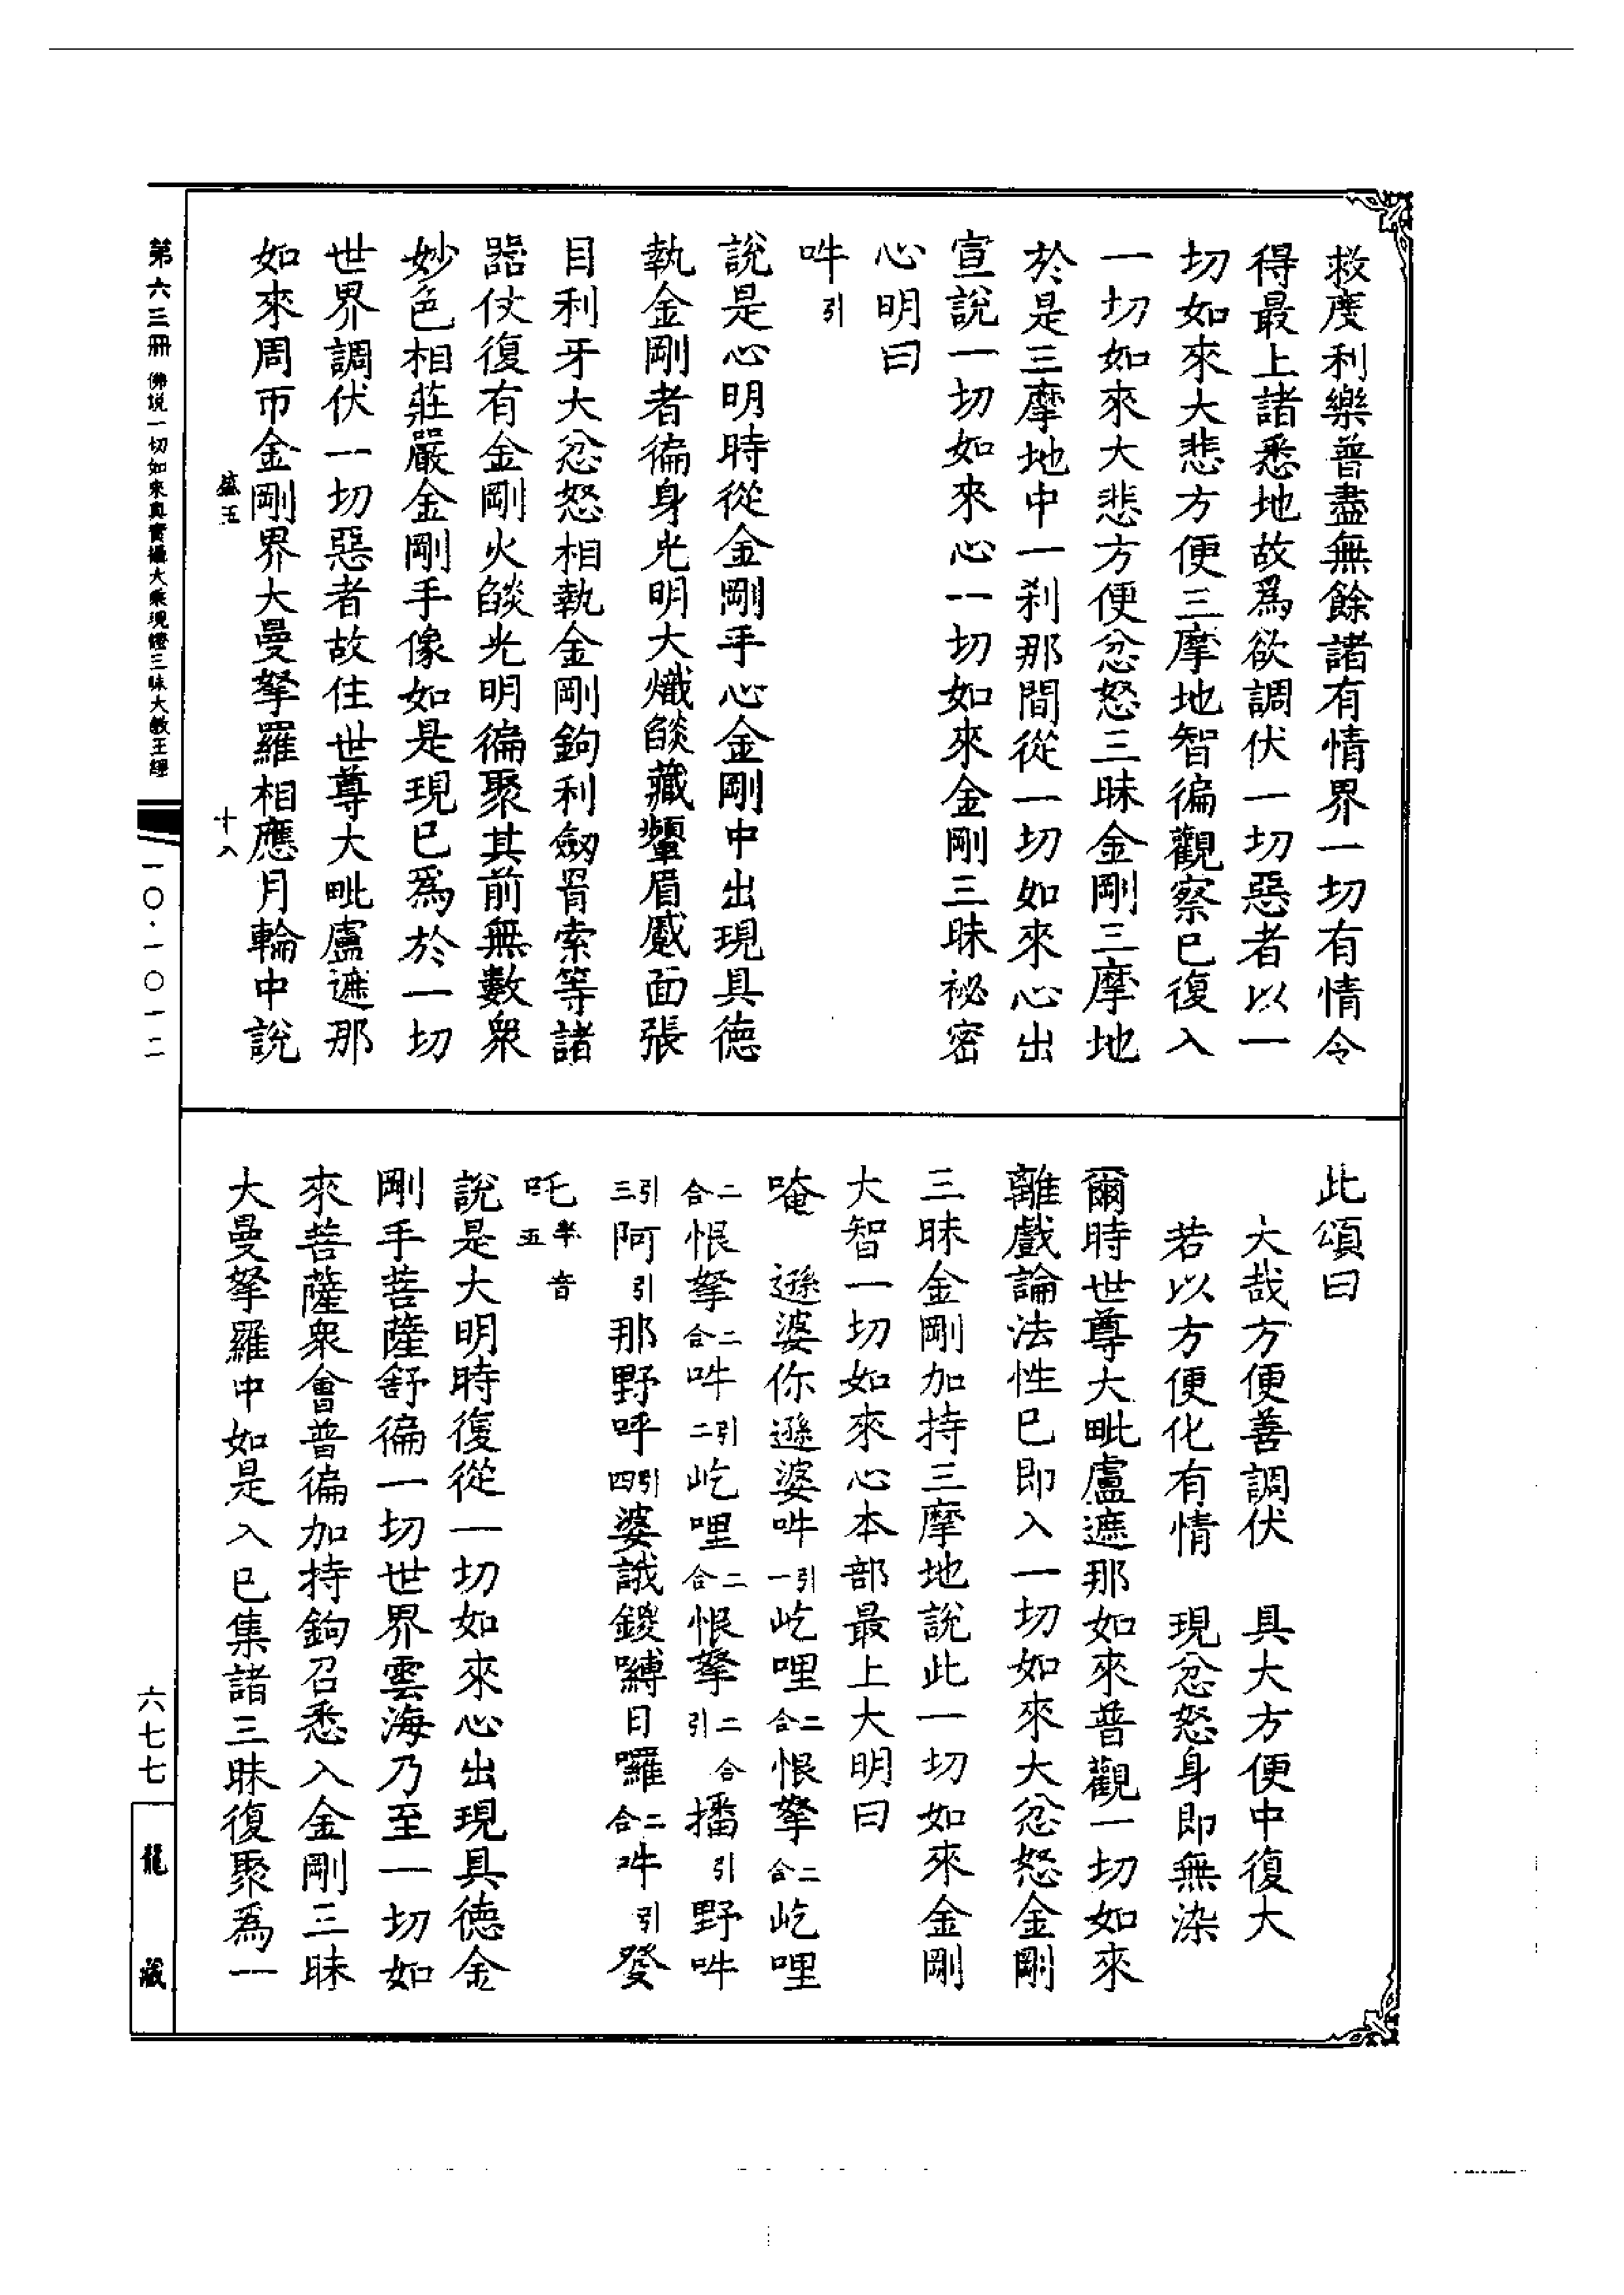 救度利樂普盡無餘諸有情界一切有情令
得最上諸悉地故爲欲調伏一切惡者以一
切如來大悲方便三摩地智徧觀察已復入
一切如來大悲方便忿怒三昧金剛三摩地
於是三摩地中一刹那間從一切如來心出
宣說一切如來心一切如來金剛三昧祕密
心明曰
吽引
說是心明時從金剛手心金剛中出現具德
執金剛者徧身光明大熾燄藏顰眉蹙面張
目利牙大忿怒相執金剛鉤利劒罥索等諸
器仗復有金剛火燄光明徧聚其前無數衆
妙色相莊嚴金剛手像如是現已爲於一切
世界調伏一切惡者故住世尊大毗盧遮那
如來周帀金剛界大曼拏羅相應月輪中說
盛五 十八
此頌曰
大哉方便善調伏 具大方便中復大
若以方便化有情 現忿怒身即無染
爾時世尊大毗盧遮那如來普觀一切如來
離戲論法性已即入一切如來大忿怒金剛
三昧金剛加持三摩地說此一切如來金剛
大智一切如來心本部最上大明曰
唵 遜婆你遜婆吽引一屹哩二合恨拏二合屹哩
二合恨拏二合吽引二屹哩二合恨拏二合引播引野吽
引三阿引那野呼引四婆誐鑁嚩日囉二合吽引發
吒半音五
說是大明時復從一切如來心出現具德金
剛手菩薩舒徧一切世界雲海乃至一切如
來菩薩衆會普徧加持鉤召悉入金剛三昧
大曼拏羅中如是入已集諸三昧復聚爲一
第六三冊 佛説一切如來真實攝大乘現證三昧大教王經
一〇·一〇一二
六七七
龍藏